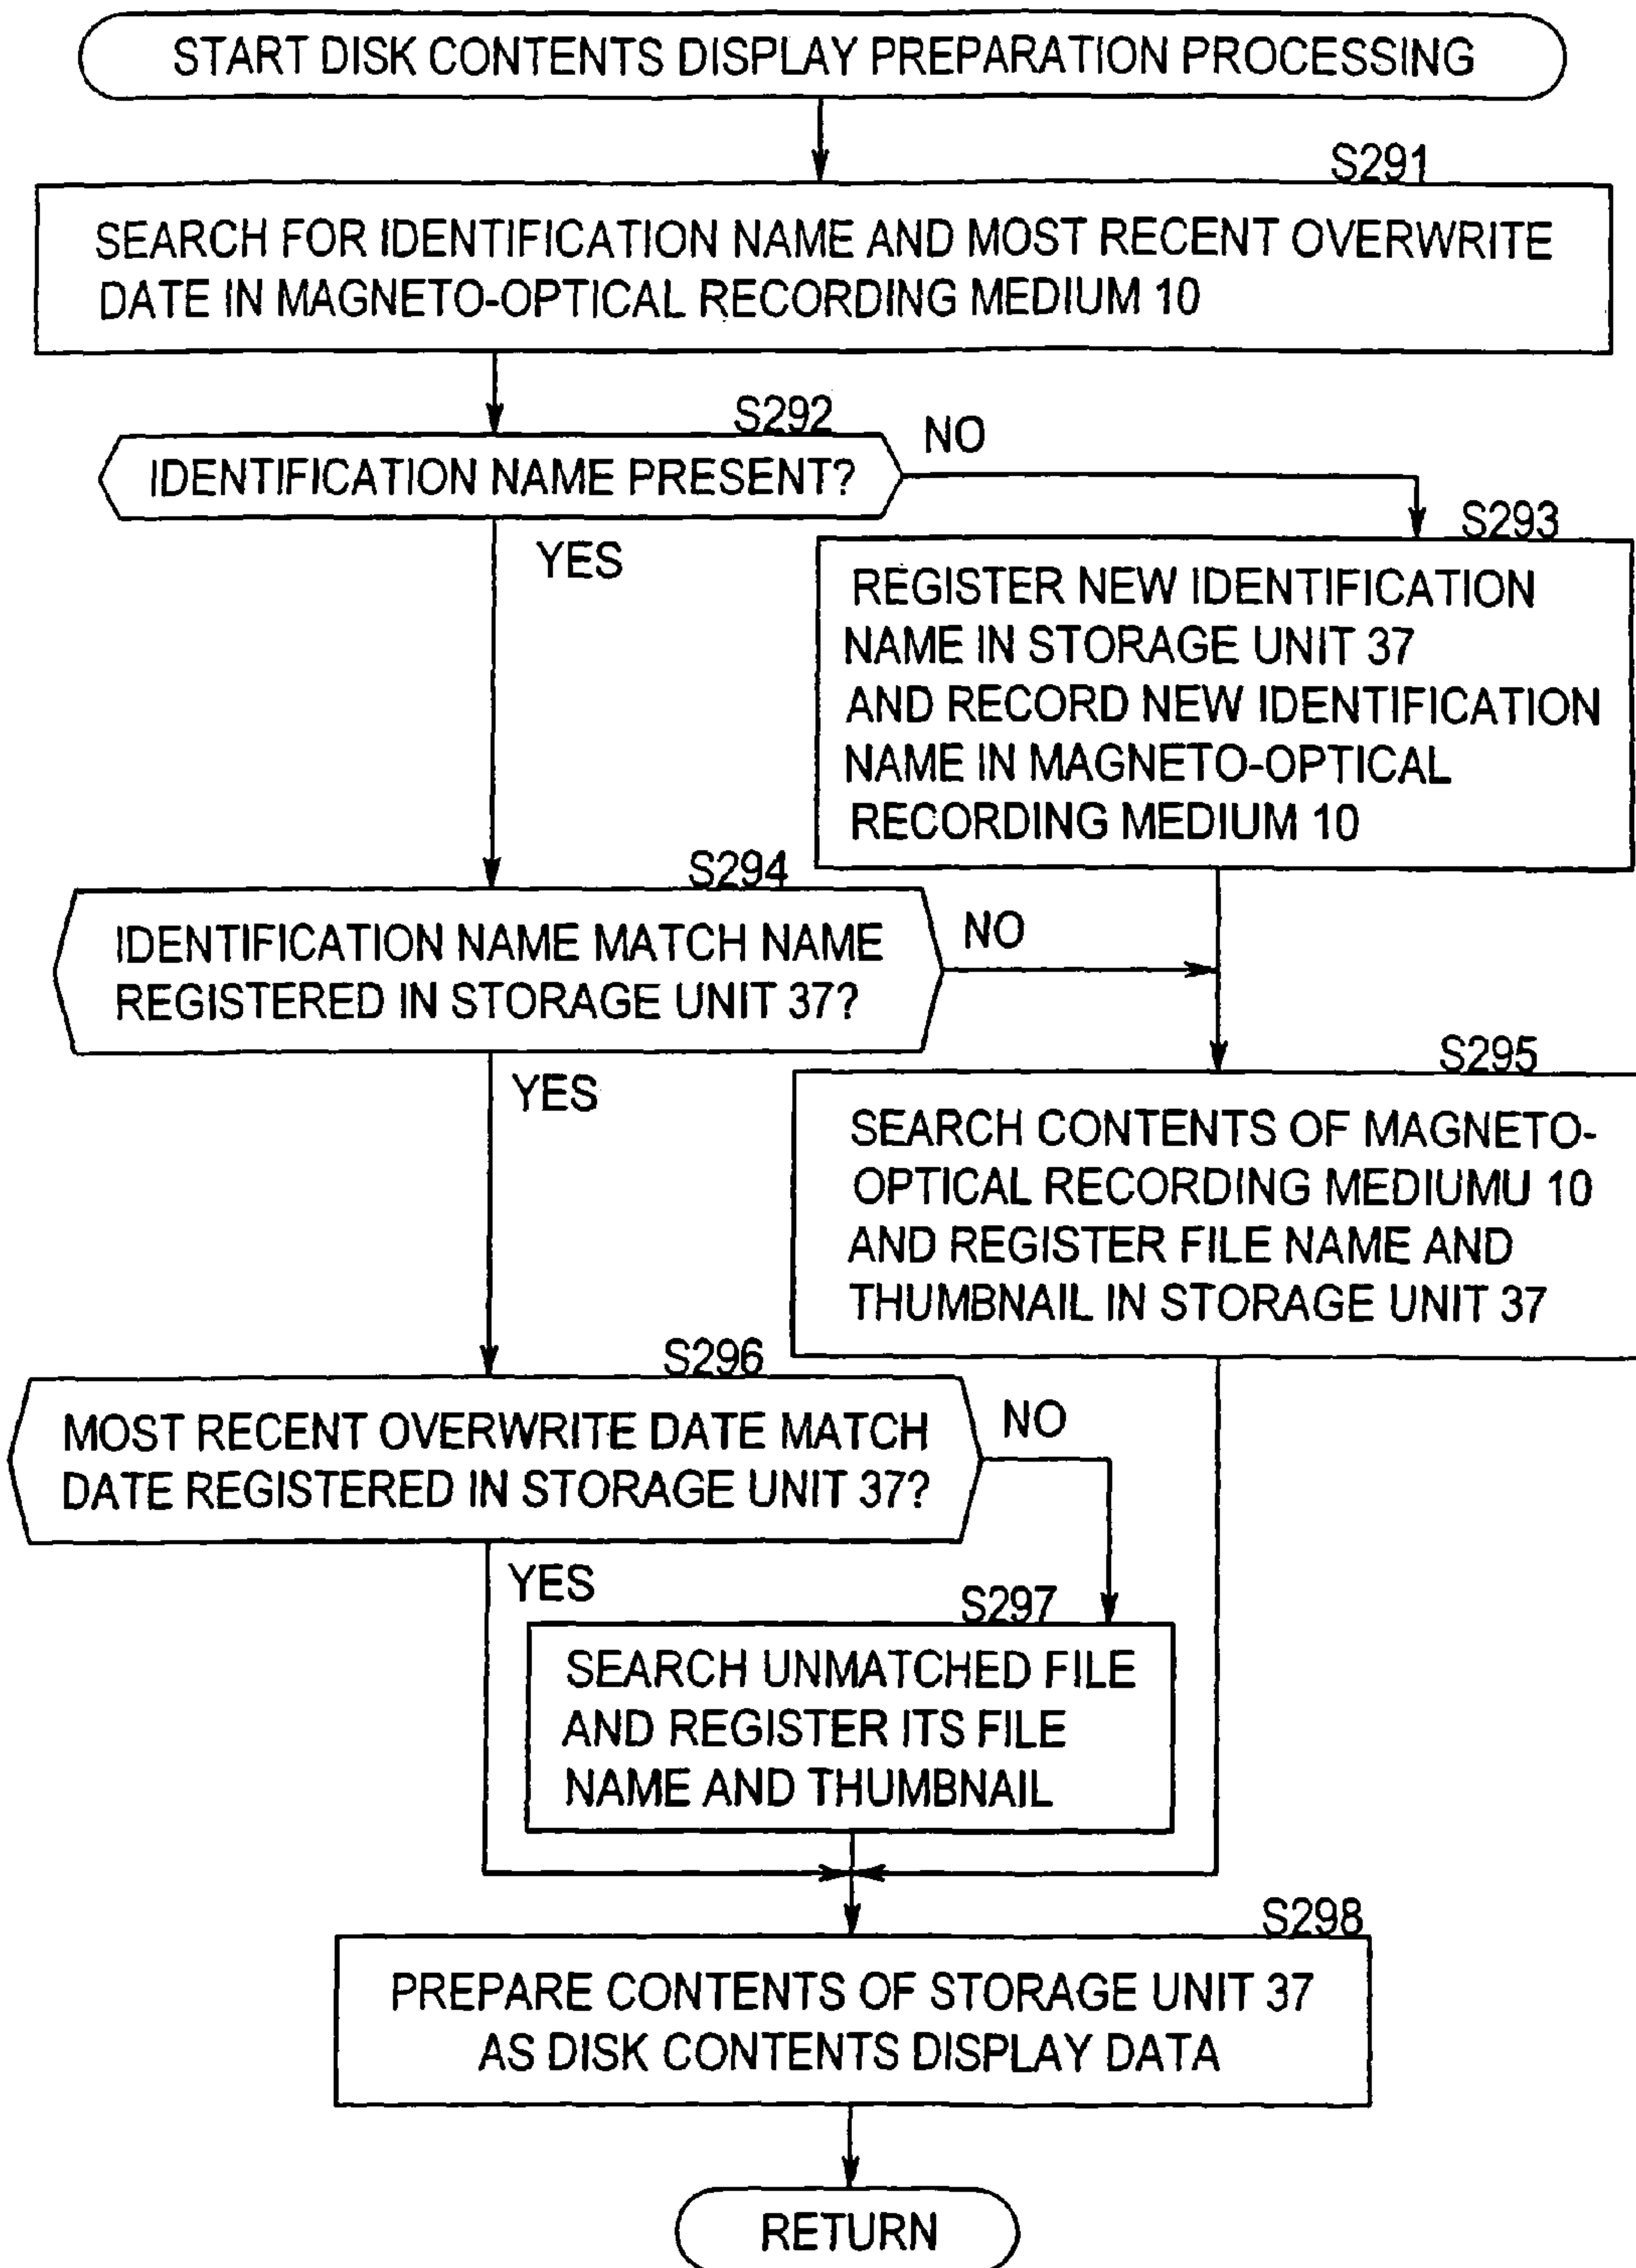 START DISK CONTENTS DISPLAY PREPARATION PROCESSING
S291
SEARCH FOR IDENTIFICATION NAME AND MOST RECENT OVERWRITE
DATE IN MAGNETO-OPTICAL RECORDING MEDIUM 10
S292
NO
IDENTIFICATION NAME PRESENT?
YES
S293
REGISTER NEW IDENTIFICATION
NAME IN STORAGE UNIT 37
AND RECORD NEW IDENTIFICATION
NAME IN MAGNETO-OPTICAL
RECORDING MEDIUM 10
S294
NO
IDENTIFICATION NAME MATCH NAME
REGISTERED IN STORAGE UNIT 37?
YES
S295
SEARCH CONTENTS OF MAGNETO-
OPTICAL RECORDING MEDIUMU 10
AND REGISTER FILE NAME AND
THUMBNAIL IN STORAGE UNIT 37
S296
NO
MOST RECENT OVERWRITE DATE MATCH
DATE REGISTERED IN STORAGE UNIT 37?
YES
S297
SEARCH UNMATCHED FILE
AND REGISTER ITS FILE
NAME AND THUMBNAIL
S298
PREPARE CONTENTS OF STORAGE UNIT 37
AS DISK CONTENTS DISPLAY DATA
RETURN